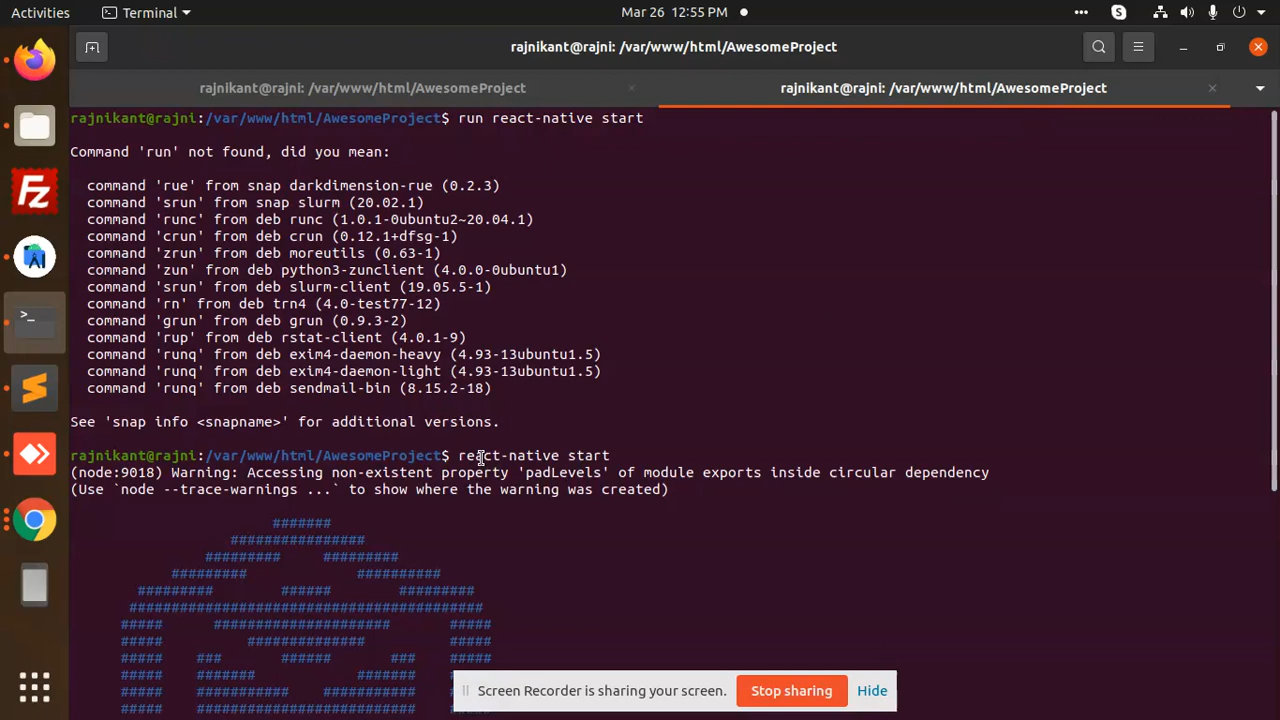 Activities
Terminal
Mar 26 12:55 PM
rajnikant@rajni: /var/www/html/AwesomeProject
rajnikant@rajni: /var/www/html/AwesomeProject
rajnikant@rajni: /var/www/html/AwesomeProject
rajnikant@rajni:/var/www/html/AwesomeProject$ run react-native start
Command 'run' not found, did you mean:
command 'rue' from snap darkdimension-rue (0.2.3)
command 'srun' from snap slurm (20.02.1)
command 'runc' from deb runc (1.0.1-0ubuntu2~20.04.1)
command 'crun' from deb crun (0.12.1+dfsg-1)
command 'zrun' from deb moreutils (0.63-1)
command 'zun' from deb python3-zunclient (4.0.0-0ubuntu1)
command 'srun' from deb slurm-client (19.05.5-1)
command 'rn' from deb trn4 (4.0-test77-12)
command 'grun' from deb grun (0.9.3-2)
command 'rup' from deb rstat-client (4.0.1-9)
command 'runq' from deb exim4-daemon-heavy (4.93-13ubuntu1.5)
command 'runq' from deb exim4-daemon-light (4.93-13ubuntu1.5)
command 'runq' from deb sendmail-bin (8.15.2-18)
See 'snap info <snapname>' for additional versions.
rajnikant@rajni:/var/www/html/AwesomeProject$ react-native start
(node:9018) Warning: Accessing non-existent property 'padLevels' of module exports inside circular dependency
(Use `node --trace-warnings ...` to show where the warning was created)
#######
################
######### #########
######### ##########
######### ###### #########
##########################################
##### ##################### #####
##### ############## #####
##### ### ###### ### #####
##### ####### ####### #####
##### ########### ########### #####
##### ########################## #####
Screen Recorder is sharing your screen.
Stop sharing
Hide